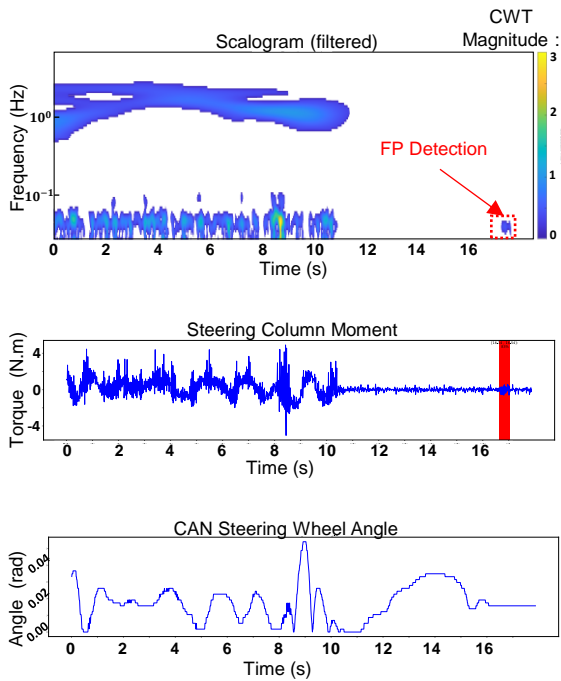 CWT
Scalogram (filtered)
Magnitude :
3
2
1
0
Frequency (Hz)
10⁰
10⁻¹
FP Detection
0 2 4 6 8 10 12 14 16
Time (s)
Steering Column Moment
Torque (N.m)
4
0
-4
0 2 4 6 8 10 12 14 16
Time (s)
CAN Steering Wheel Angle
Angle (rad)
0.04
0.02
0.00
0 2 4 6 8 10 12 14 16
Time (s)